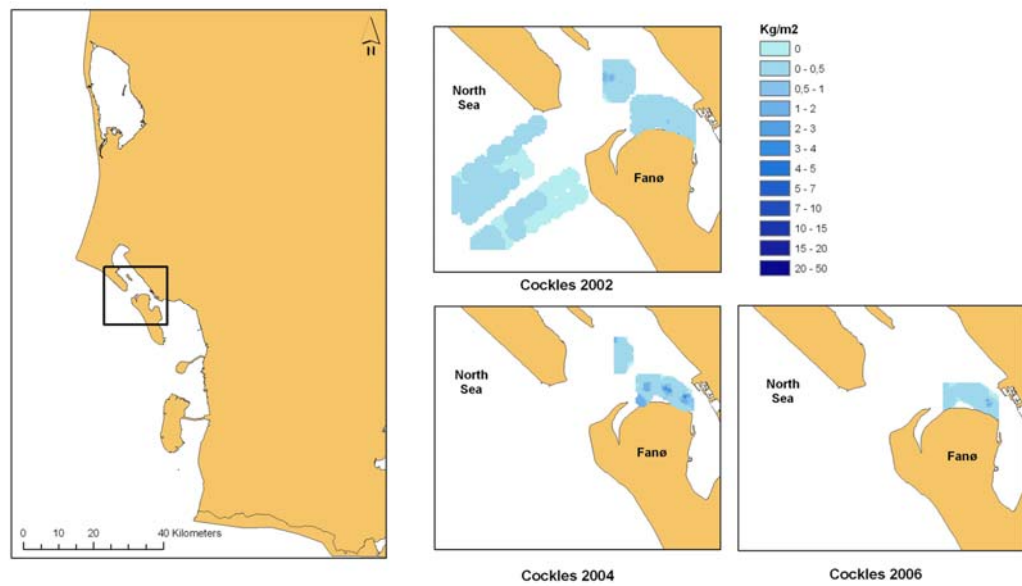 N
0 10 20 40 Kilometers
North
Sea
Fanø
Cockles 2002
Kg/m2
0
0 - 0,5
0,5 - 1
1 - 2
2 - 3
3 - 4
4 - 5
5 - 7
7 - 10
10 - 15
15 - 20
20 - 50
North
Sea
Fanø
Cockles 2004
North
Sea
Fanø
Cockles 2006